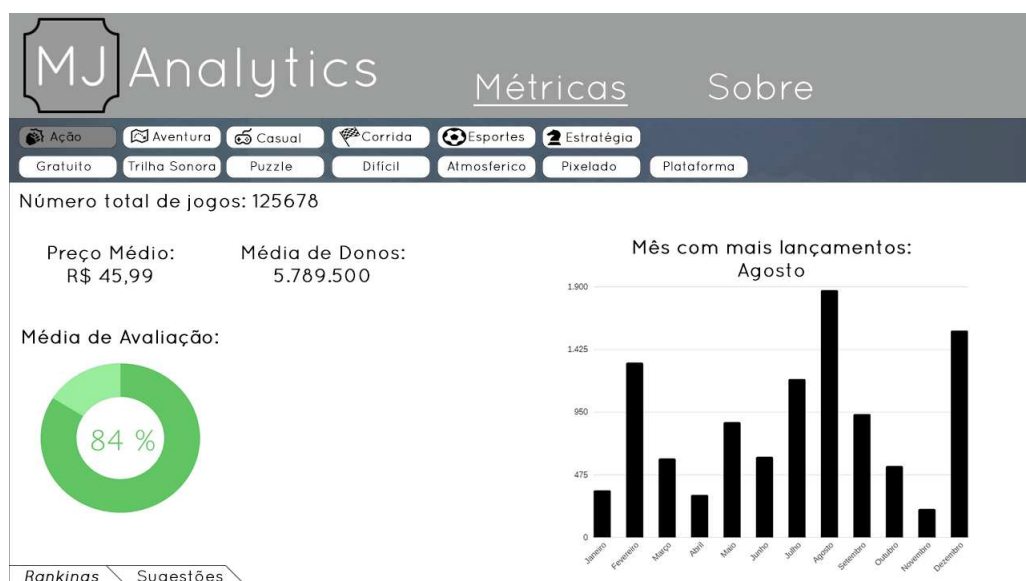 MJ Analytics Métricas Sobre
Ação Aventura Casual Corrida Esportes Estratégia
Gratuito Trilha Sonora Puzzle Difícil Atmosferico Pixelado Plataforma
Número total de jogos: 125678
Preço Médio:
R$ 45,99
Média de Donos:
5.789.500
Média de Avaliação:
84 %
Mês com mais lançamentos:
Agosto
1.900
1.425
950
475
0
Janeiro Fevereiro Março Abril Maio Junho Julho Agosto Setembro Outubro Novembro Dezembro
Rankings Sugestões